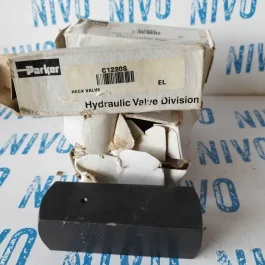 NIVO NIVO NIVO
Parker
C1220S
HECK VALVE
EL
Hydraulic Valve Division
NIVO
NIVO